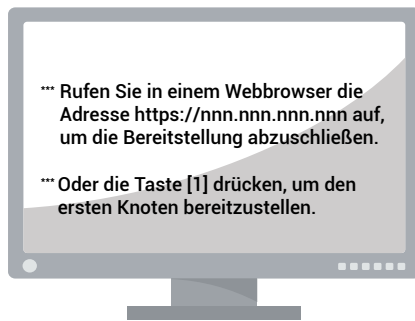 *** Rufen Sie in einem Webbrowser die
Adresse https://nnn.nnn.nnn.nnn auf,
um die Bereitstellung abzuschließen.
*** Oder die Taste [1] drücken, um den
ersten Knoten bereitzustellen.